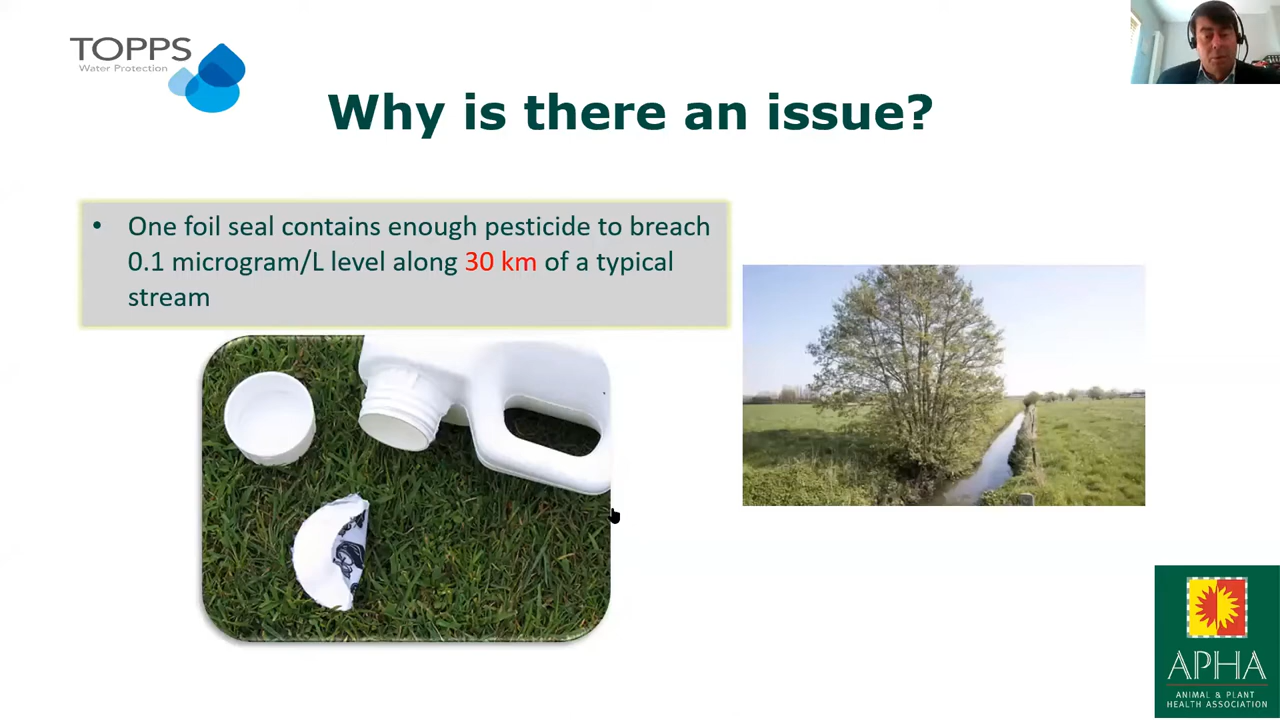 TOPPS
Water Protection
Why is there an issue?
• One foil seal contains enough pesticide to breach
0.1 microgram/L level along 30 km of a typical
stream
APHA
ANIMAL & PLANT
HEALTH ASSOCIATION